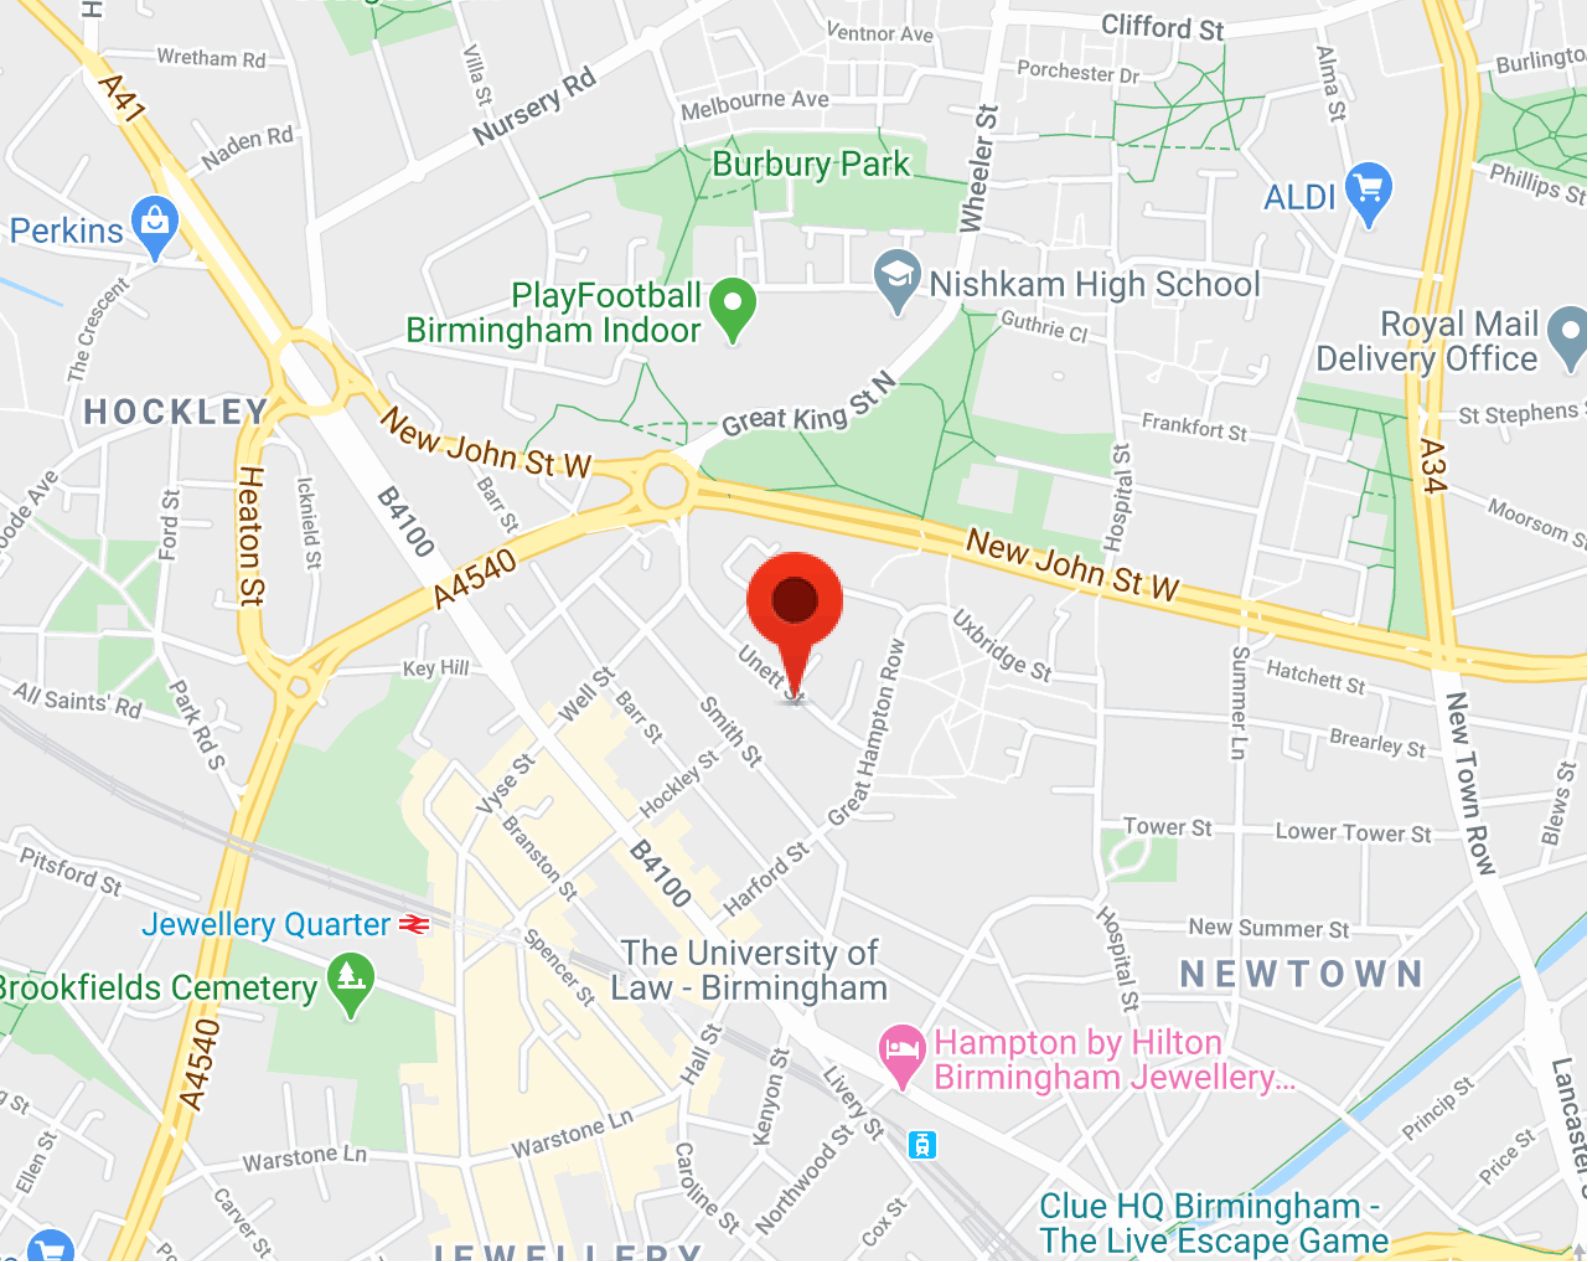 H
Ventnor Ave
Clifford St
Wretham Rd
Villa St
Porchester Dr
Alma St
A41
Nursery Rd
Melbourne Ave
Naden Rd
Burbury Park
Wheeler St
Phillips St
ALDI
Perkins
The Crescent
PlayFootball
Birmingham Indoor
Nishkam High School
Guthrie Cl
Royal Mail
Delivery Office
HOCKLEY
New John St W
Great King St N
Frankfort St
St Stephens
A34
Heaton St
Icknield St
Ford St
B4100
Barr St
Hospital St
Moorsom St
A4540
New John St W
Uxbridge St
Unett St
Great Hampton Row
Summer Ln
Hatchett St
Key Hill
All Saints' Rd
Park Rd S
Well St
Barr St
Smith St
Brearley St
New Town Row
Vyse St
Hockley St
Branston St
B4100
Harford St
Tower St
Lower Tower St
Blews St
Pitsford St
Jewellery Quarter
Spencer St
The University of
Law - Birmingham
Hospital St
New Summer St
NEWTOWN
Brookfields Cemetery
A4540
Hall St
Kenyon St
Livery St
Hampton by Hilton
Birmingham Jewellery...
Princip St
Price St
Ellen St
Warstone Ln
Warstone Ln
Caroline St
Northwood St
Cox St
Carver St
Clue HQ Birmingham -
The Live Escape Game
JEWELLERY